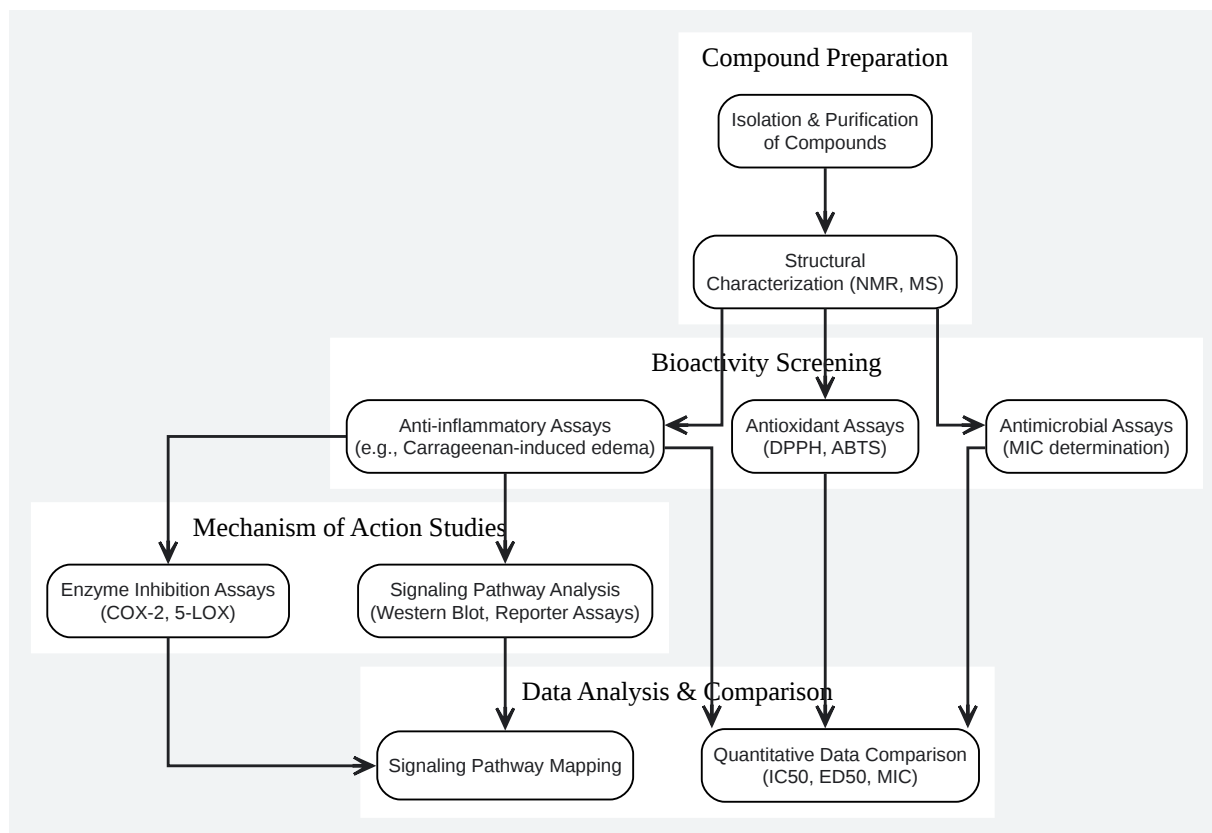 Compound Preparation
Isolation & Purification
of Compounds
Structural
Characterization (NMR, MS)
Bioactivity Screening
Anti-inflammatory Assays
(e.g., Carrageenan-induced edema)
Antioxidant Assays
(DPPH, ABTS)
Antimicrobial Assays
(MIC determination)
Mechanism of Action Studies
Enzyme Inhibition Assays
(COX-2, 5-LOX)
Signaling Pathway Analysis
(Western Blot, Reporter Assays)
Data Analysis & Comparison
Signaling Pathway Mapping
Quantitative Data Comparison
(IC50, ED50, MIC)